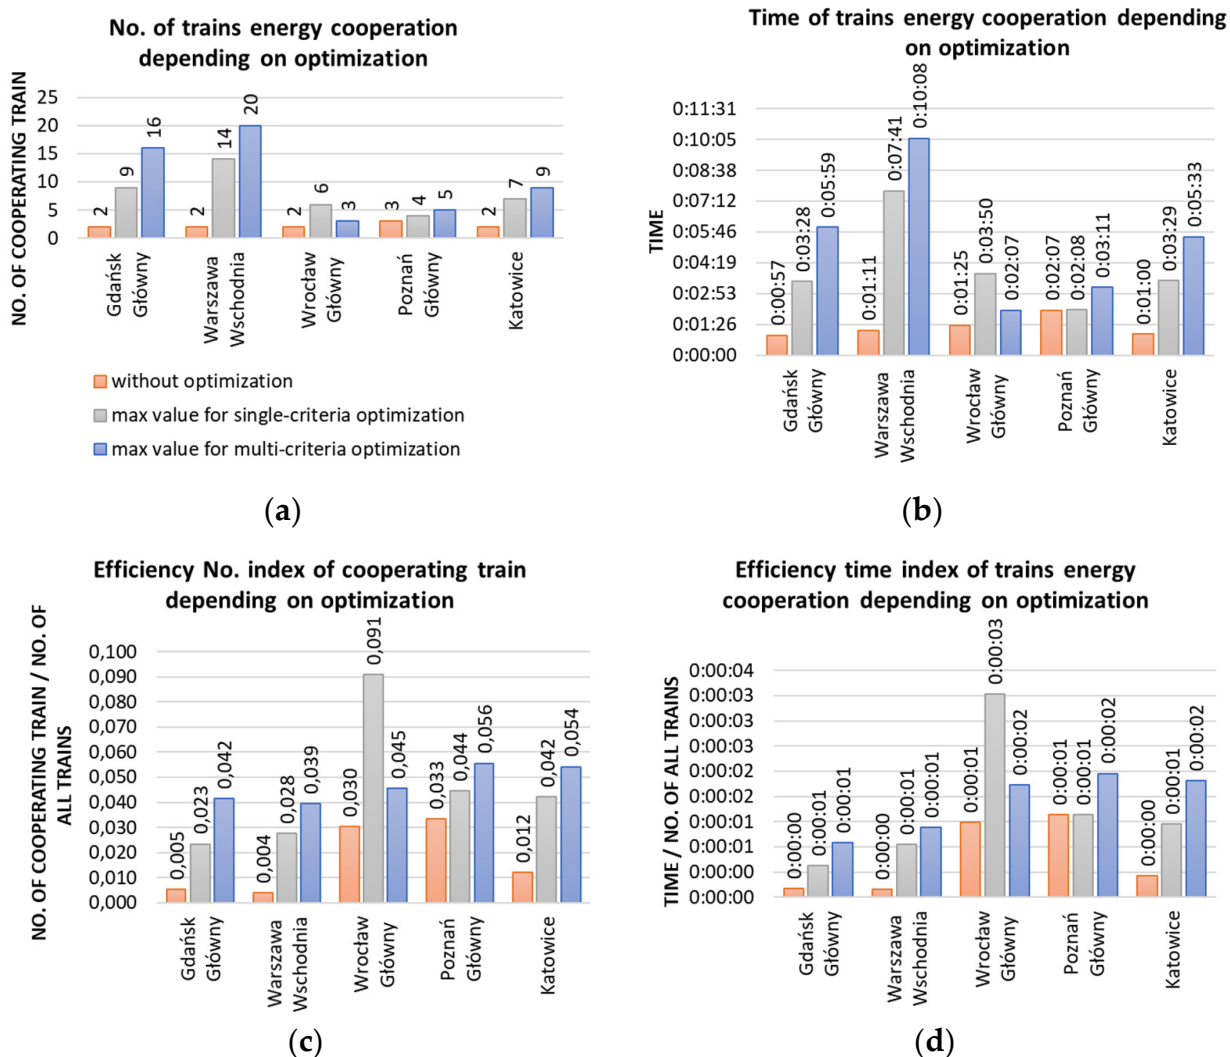 No. of trains energy cooperation
depending on optimization
NO. OF COOPERATING TRAIN
25
20
15
10
5
0
2
9
16
2
14
20
2
6
3
3
4
5
2
7
9
Gdańsk
Główny
Warszawa
Wschodnia
Wrocław
Główny
Poznań
Główny
Katowice
without optimization
max value for single-criteria optimization
max value for multi-criteria optimization
(a)
Time of trains energy cooperation depending
on optimization
TIME
0:11:31
0:10:05
0:08:38
0:07:12
0:05:46
0:04:19
0:02:53
0:01:26
0:00:00
0:00:57
0:03:28
0:05:59
0:01:11
0:07:41
0:10:08
0:01:25
0:03:50
0:02:07
0:02:07
0:02:08
0:03:11
0:01:00
0:03:29
0:05:33
Gdańsk
Główny
Warszawa
Wschodnia
Wrocław
Główny
Poznań
Główny
Katowice
(b)
Efficiency No. index of cooperating train
depending on optimization
NO. OF COOPERATING TRAIN / NO. OF
ALL TRAINS
0,100
0,090
0,080
0,070
0,060
0,050
0,040
0,030
0,020
0,010
0,000
0,005
0,023
0,042
0,004
0,028
0,039
0,030
0,091
0,045
0,033
0,044
0,056
0,012
0,042
0,054
Gdańsk
Główny
Warszawa
Wschodnia
Wrocław
Główny
Poznań
Główny
Katowice
(c)
Efficiency time index of trains energy
cooperation depending on optimization
TIME / NO. OF ALL TRAINS
0:00:04
0:00:03
0:00:03
0:00:03
0:00:02
0:00:02
0:00:01
0:00:01
0:00:00
0:00:00
0:00:00
0:00:01
0:00:01
0:00:00
0:00:01
0:00:01
0:00:01
0:00:03
0:00:02
0:00:01
0:00:01
0:00:02
0:00:00
0:00:01
0:00:02
Gdańsk
Główny
Warszawa
Wschodnia
Wrocław
Główny
Poznań
Główny
Katowice
(d)